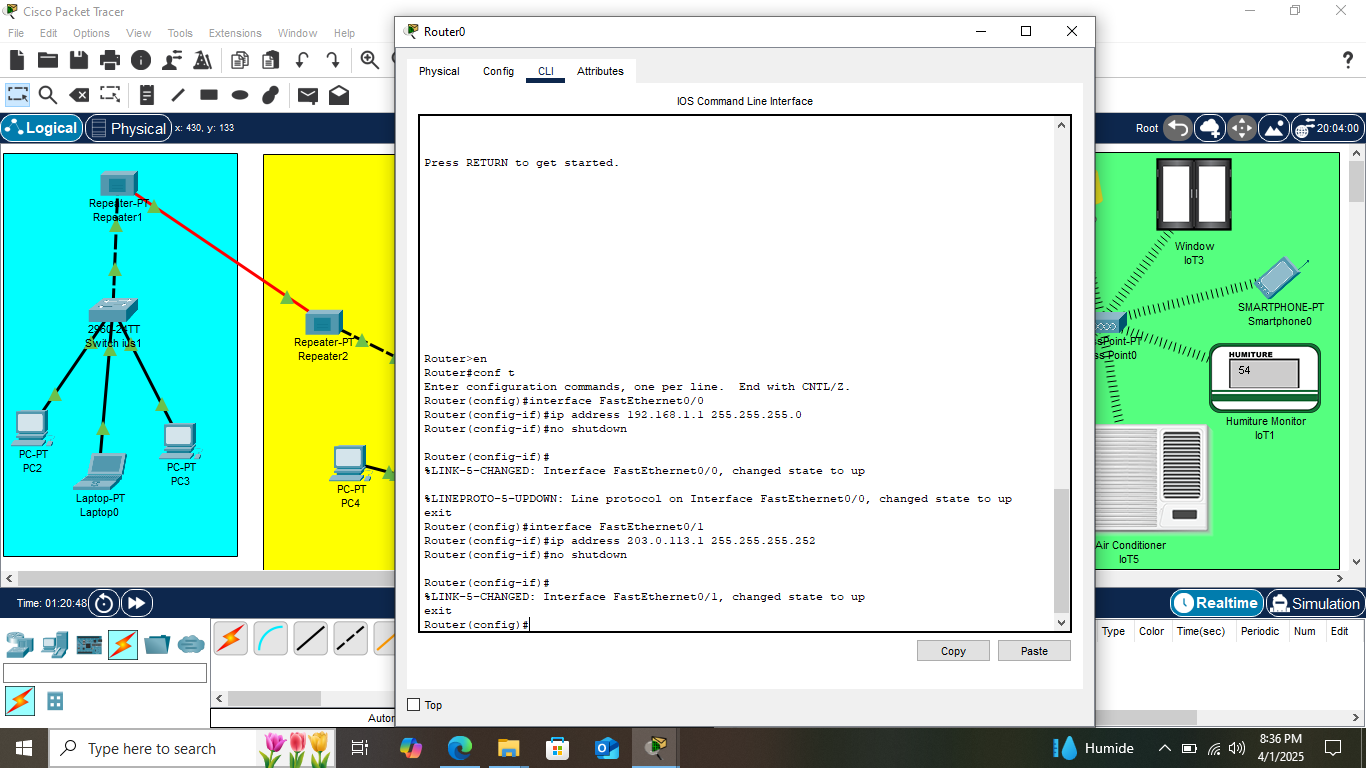 Cisco Packet Tracer
File Edit Options View Tools Extensions Window Help
Logical
Physical
x: 430, y: 133
Root
20:04:00
Repeater-PT
Repeater1
2960-24TT
Switch ius1
PC-PT
PC2
Laptop-PT
Laptop0
PC-PT
PC3
Repeater-PT
Repeater2
PC-PT
PC4
Router0
Physical Config CLI Attributes
IOS Command Line Interface
Press RETURN to get started.
Router>en
Router#conf t
Enter configuration commands, one per line.  End with CNTL/Z.
Router(config)#interface FastEthernet0/0
Router(config-if)#ip address 192.168.1.1 255.255.255.0
Router(config-if)#no shutdown
Router(config-if)#
%LINK-5-CHANGED: Interface FastEthernet0/0, changed state to up
%LINEPROTO-5-UPDOWN: Line protocol on Interface FastEthernet0/0, changed state to up
exit
Router(config)#interface FastEthernet0/1
Router(config-if)#ip address 203.0.113.1 255.255.255.252
Router(config-if)#no shutdown
Router(config-if)#
%LINK-5-CHANGED: Interface FastEthernet0/1, changed state to up
exit
Router(config)#
Copy
Paste
Top
Window
IoT3
SMARTPHONE-PT
Smartphone0
ssPoint-PT
ss Point0
HUMITURE
54
Humiture Monitor
IoT1
Air Conditioner
IoT5
Time: 01:20:48
Realtime
Simulation
Type Color Time(sec) Periodic Num Edit
Autor
Type here to search
Humide
8:36 PM
4/1/2025